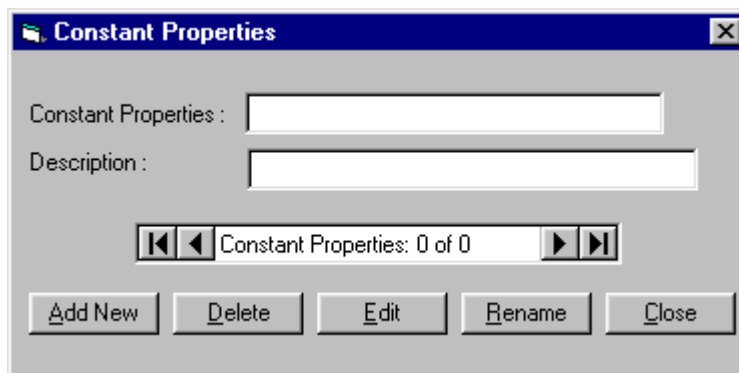 Constant Properties
Constant Properties :
Description :
Constant Properties: 0 of 0
Add New Delete Edit Rename Close